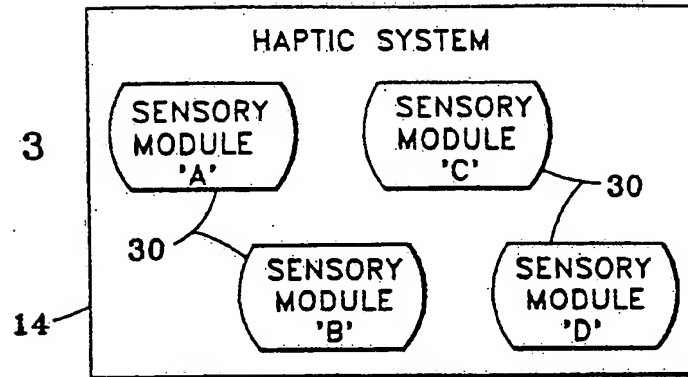 HAPTIC SYSTEM
SENSORY
MODULE
'A'
SENSORY
MODULE
'C'
3
30
30
SENSORY
MODULE
'B'
SENSORY
MODULE
'D'
14